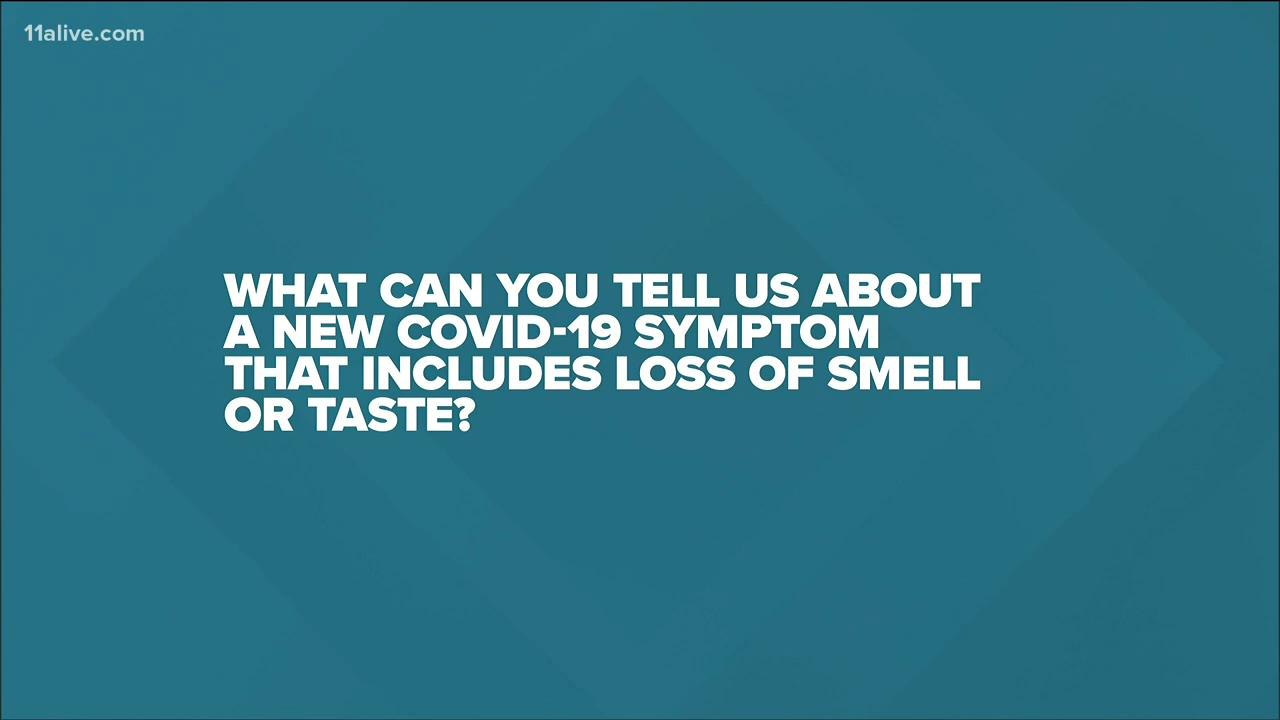 11alive.com
WHAT CAN YOU TELL US ABOUT
A NEW COVID-19 SYMPTOM
THAT INCLUDES LOSS OF SMELL
OR TASTE?